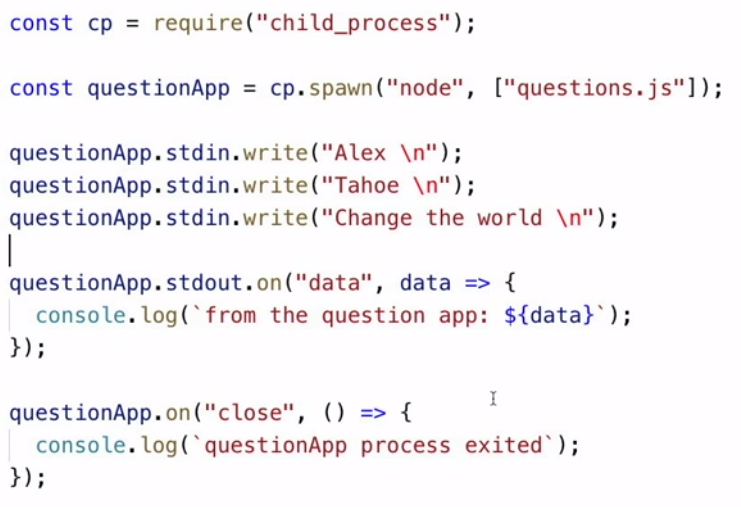 const cp = require("child_process");
const questionApp = cp.spawn("node", ["questions.js"]);
questionApp.stdin.write("Alex \n");
questionApp.stdin.write("Tahoe \n");
questionApp.stdin.write("Change the world \n");
questionApp.stdout.on("data", data => {
  console.log(`from the question app: ${data}`);
});
questionApp.on("close", () => {
  console.log(`questionApp process exited`);
});